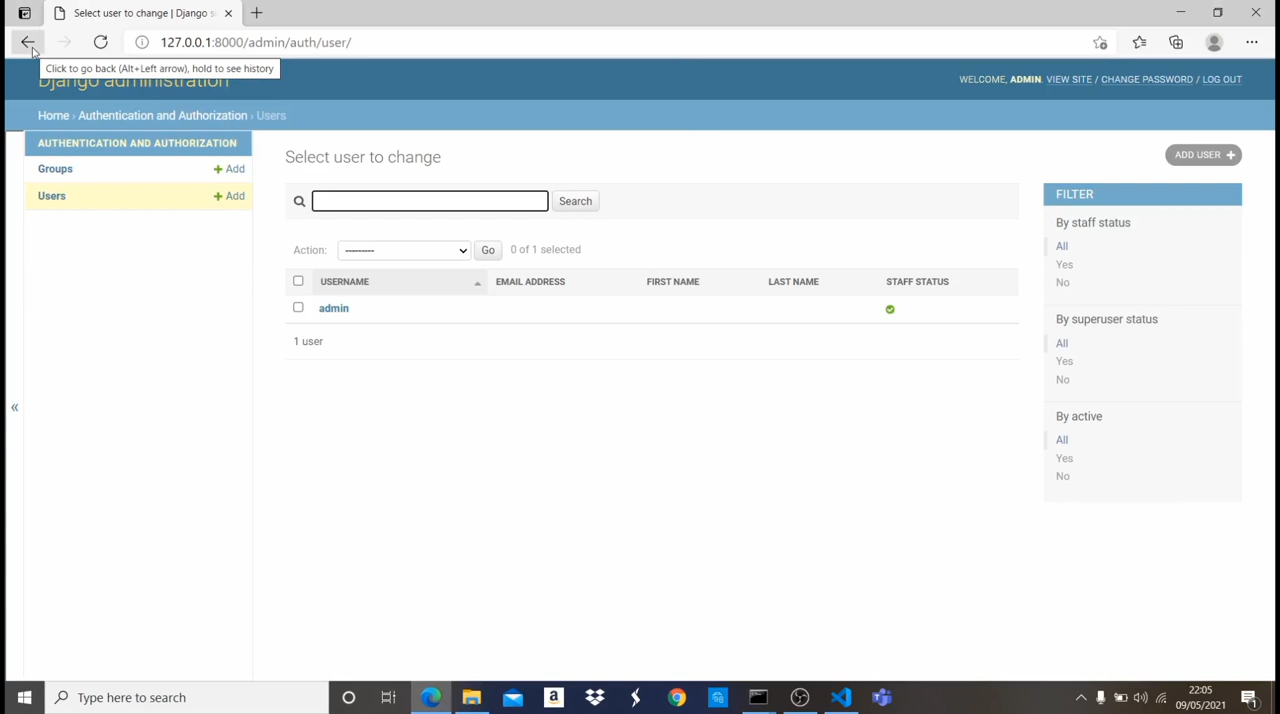 Select user to change | Django s
127.0.0.1:8000/admin/auth/user/
Click to go back (Alt+Left arrow), hold to see history
Django administration
WELCOME, ADMIN. VIEW SITE / CHANGE PASSWORD / LOG OUT
Home › Authentication and Authorization › Users
AUTHENTICATION AND AUTHORIZATION
Groups + Add
Users + Add
«
Select user to change
ADD USER +
Search
Action: --------- Go 0 of 1 selected
USERNAME EMAIL ADDRESS FIRST NAME LAST NAME STAFF STATUS
admin
1 user
FILTER
By staff status
All
Yes
No
By superuser status
All
Yes
No
By active
All
Yes
No
Type here to search
22:05
09/05/2021
1